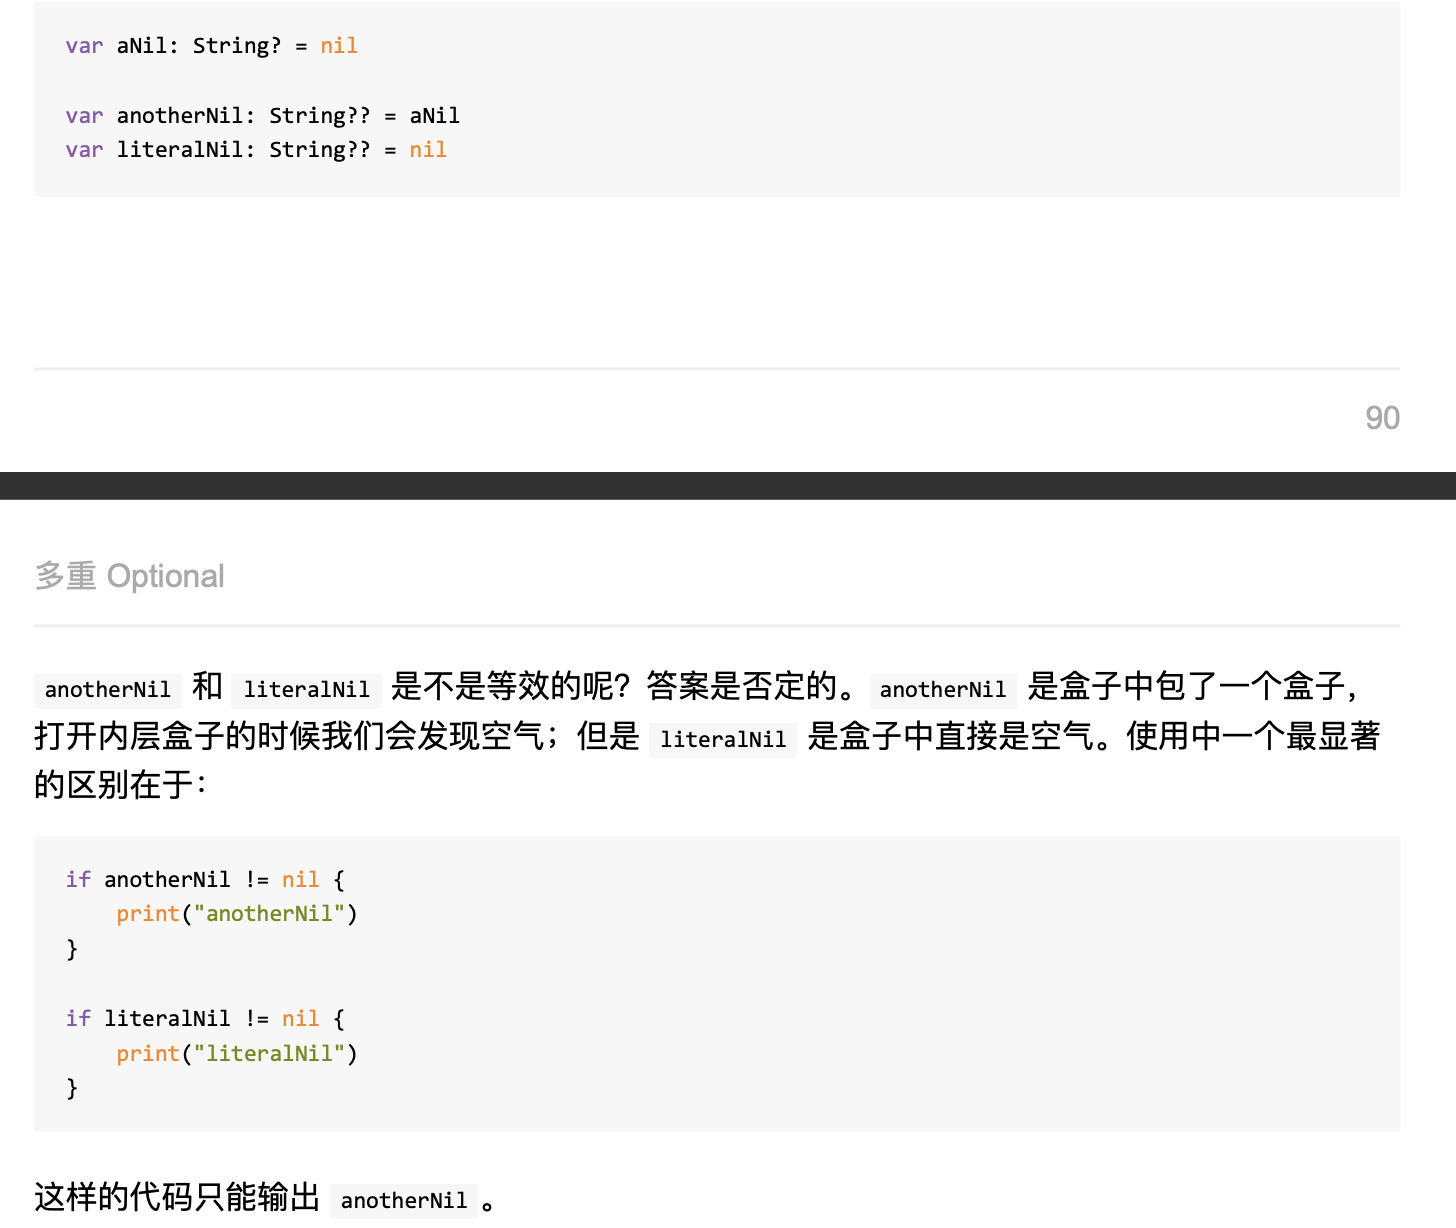 var aNil: String? = nil
var anotherNil: String?? = aNil
var literalNil: String?? = nil
90
多重 Optional
anotherNil 和 literalNil 是不是等效的呢？答案是否定的。anotherNil 是盒子中包了一个盒子，
打开内层盒子的时候我们会发现空气；但是 literalNil 是盒子中直接是空气。使用中一个最显著
的区别在于：
if anotherNil != nil {
    print("anotherNil")
}
if literalNil != nil {
    print("literalNil")
}
这样的代码只能输出 anotherNil 。